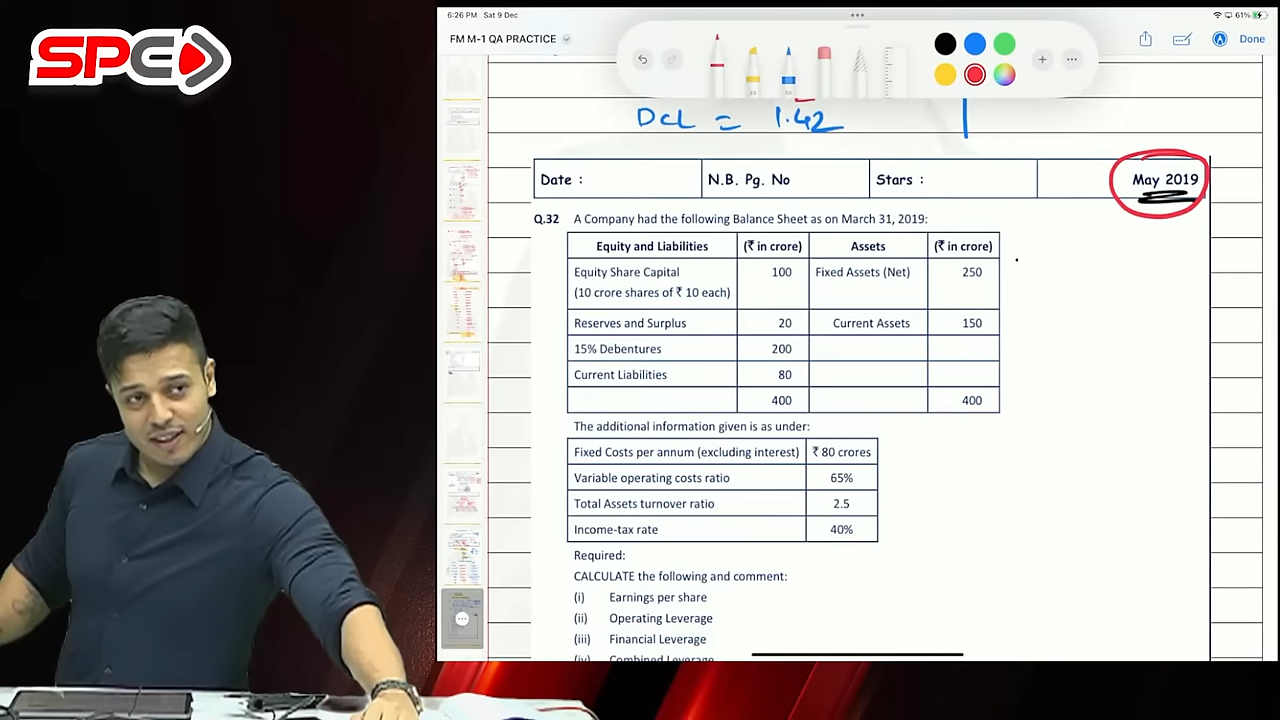 SPC
6:26 PM Sat 9 Dec
61%
FM M-1 QA PRACTICE
Done
DCL = 1.42
Date :
N.B. Pg. No
Stars :
May 2019
Q.32 A Company had the following Balance Sheet as on March 31, 2019:
Equity and Liabilities (₹ in crore) Assets (₹ in crore)
Equity Share Capital 100 Fixed Assets (Net) 250
(10 crore shares of ₹ 10 each)
Reserves and Surplus 20 Current Assets 150
15% Debentures 200
Current Liabilities 80
400 400
The additional information given is as under:
Fixed Costs per annum (excluding interest) ₹ 80 crores
Variable operating costs ratio 65%
Total Assets turnover ratio 2.5
Income-tax rate 40%
Required:
CALCULATE the following and comment:
(i) Earnings per share
(ii) Operating Leverage
(iii) Financial Leverage
(iv) Combined Leverage